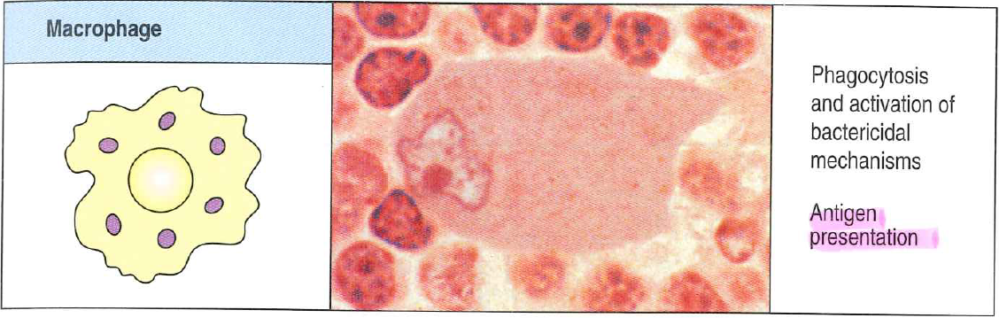 Macrophage
Phagocytosis
and activation of
bactericidal
mechanisms
Antigen
presentation